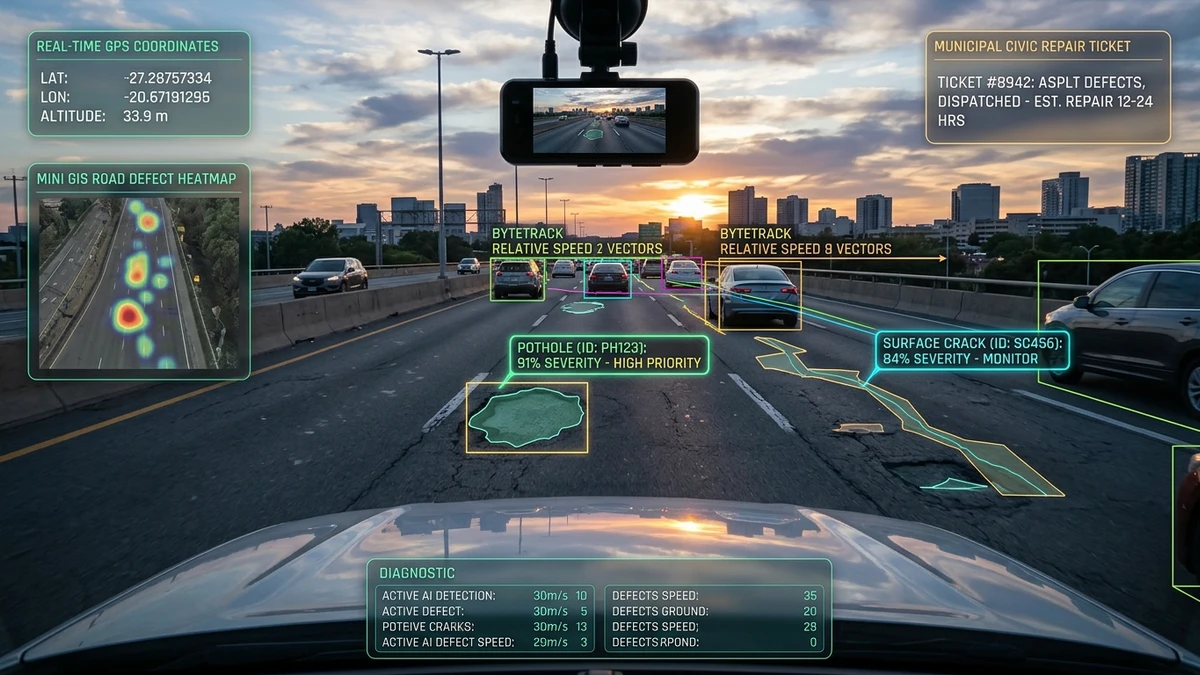 REAL-TIME GPS COORDINATES
LAT: -27.28757334
LON: -20.67191295
ALTITUDE: 33.9 m
MINI GIS ROAD DEFECT HEATMAP
MUNICIPAL CIVIC REPAIR TICKET
TICKET #8942: ASPLT DEFECTS,
DISPATCHED - EST. REPAIR 12-24
HRS
BYTETRACK
RELATIVE SPEED 2 VECTORS
BYTETRACK
RELATIVE SPEED 8 VECTORS
POTHOLE (ID: PH123):
91% SEVERITY - HIGH PRIORITY
SURFACE CRACK (ID: SC456):
84% SEVERITY - MONITOR
DIAGNOSTIC
ACTIVE AI DETECTION: 30m/s 10
ACTIVE DEFECT: 30m/s 5
POTEIVE CRARKS: 30m/s 13
ACTIVE AI DEFECT SPEED: 29m/s 3
DEFECTS SPEED: 35
DEFECTS GROUND: 20
DEFECTS SPEED; 29
DEFECTSRPOND: 0